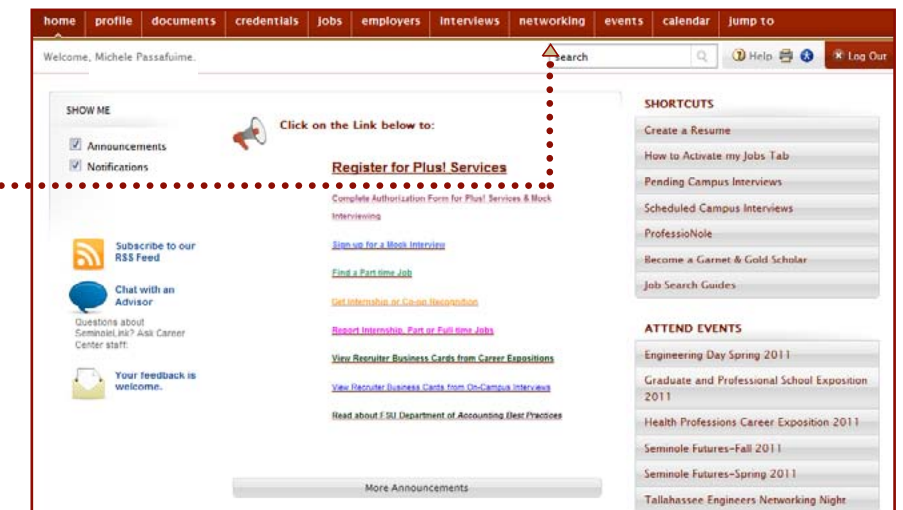 home profile documents credentials jobs employers interviews networking events calendar jump to
Welcome, Michele Passafuime.
search
Help
Log Out
SHOW ME
Announcements
Notifications
Subscribe to our
RSS Feed
Chat with an
Advisor
Questions about
SeminoleLink? Ask Career
Center staff.
Your feedback is
welcome.
Click on the Link below to:
Register for Plus! Services
Complete Authorization Form for Plus! Services & Mock
Interviewing
Sign up for a Mock Interview
Find a Part time Job
Get Internship or Co-op Recognition
Report Internship, Part or Full-time Jobs
View Recruiter Business Cards from Career Expositions
View Recruiter Business Cards from On-Campus Interviews
Read about FSU Department of Accounting Best Practices
More Announcements
SHORTCUTS
Create a Resume
How to Activate my Jobs Tab
Pending Campus Interviews
Scheduled Campus Interviews
ProfessioNole
Become a Garnet & Gold Scholar
Job Search Guides
ATTEND EVENTS
Engineering Day Spring 2011
Graduate and Professional School Exposition
2011
Health Professions Career Exposition 2011
Seminole Futures-Fall 2011
Seminole Futures-Spring 2011
Tallahassee Engineers Networking Night